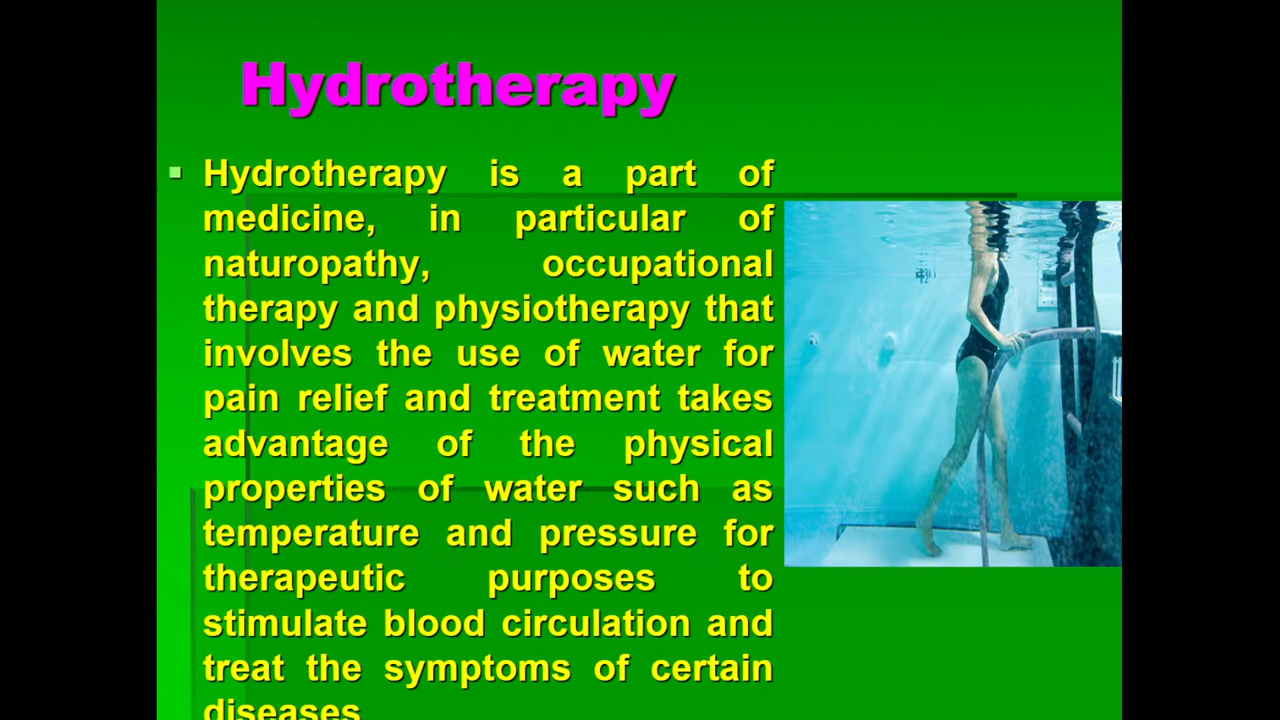 Hydrotherapy
Hydrotherapy is a part of
medicine, in particular of
naturopathy, occupational
therapy and physiotherapy that
involves the use of water for
pain relief and treatment takes
advantage of the physical
properties of water such as
temperature and pressure for
therapeutic purposes to
stimulate blood circulation and
treat the symptoms of certain
diseases